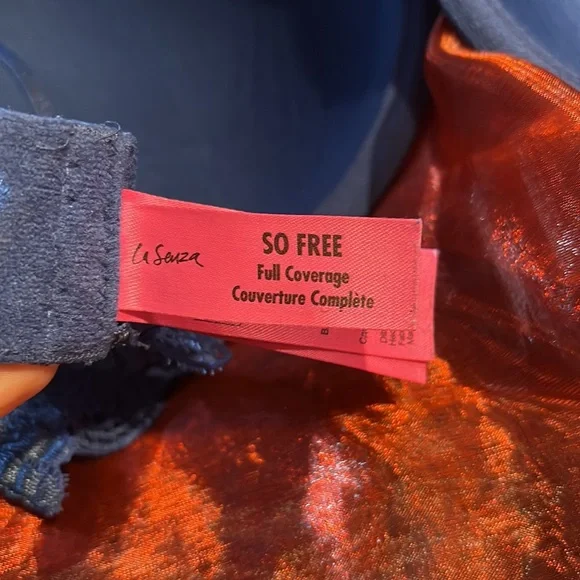 la Senza
SO FREE
Full Coverage
Couverture Complète